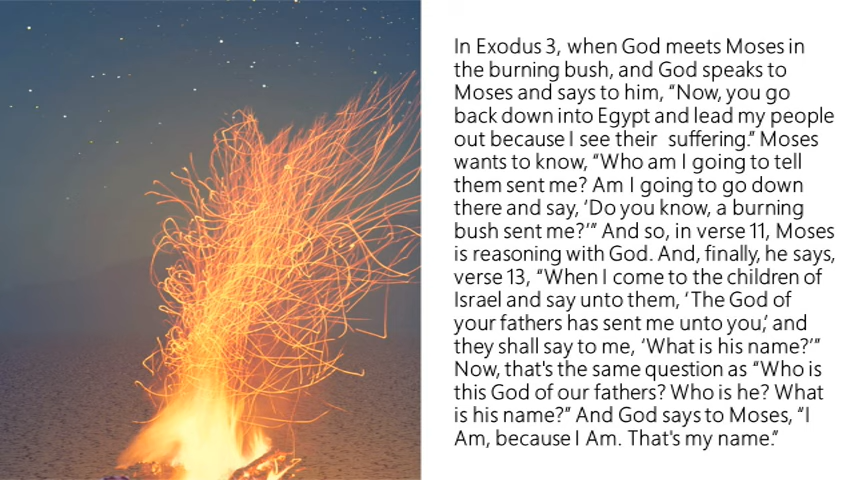 In Exodus 3, when God meets Moses in
the burning bush, and God speaks to
Moses and says to him, “Now, you go
back down into Egypt and lead my people
out because I see their  suffering.” Moses
wants to know, “Who am I going to tell
them sent me? Am I going to go down
there and say, ‘Do you know, a burning
bush sent me?’” And so, in verse 11, Moses
is reasoning with God. And, finally, he says,
verse 13, “When I come to the children of
Israel and say unto them, ‘The God of
your fathers has sent me unto you,’ and
they shall say to me, ‘What is his name?’”
Now, that's the same question as “Who is
this God of our fathers? Who is he? What
is his name?” And God says to Moses, “I
Am, because I Am. That's my name.”